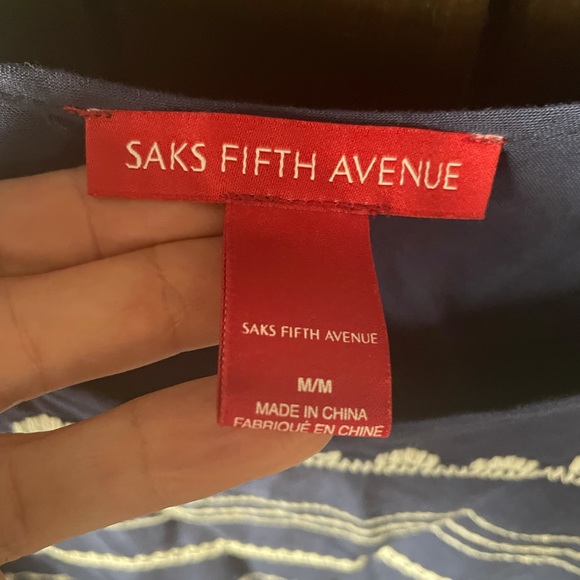 SAKS FIFTH AVENUE
SAKS FIFTH AVENUE
M/M
MADE IN CHINA
FABRIQUÉ EN CHINE